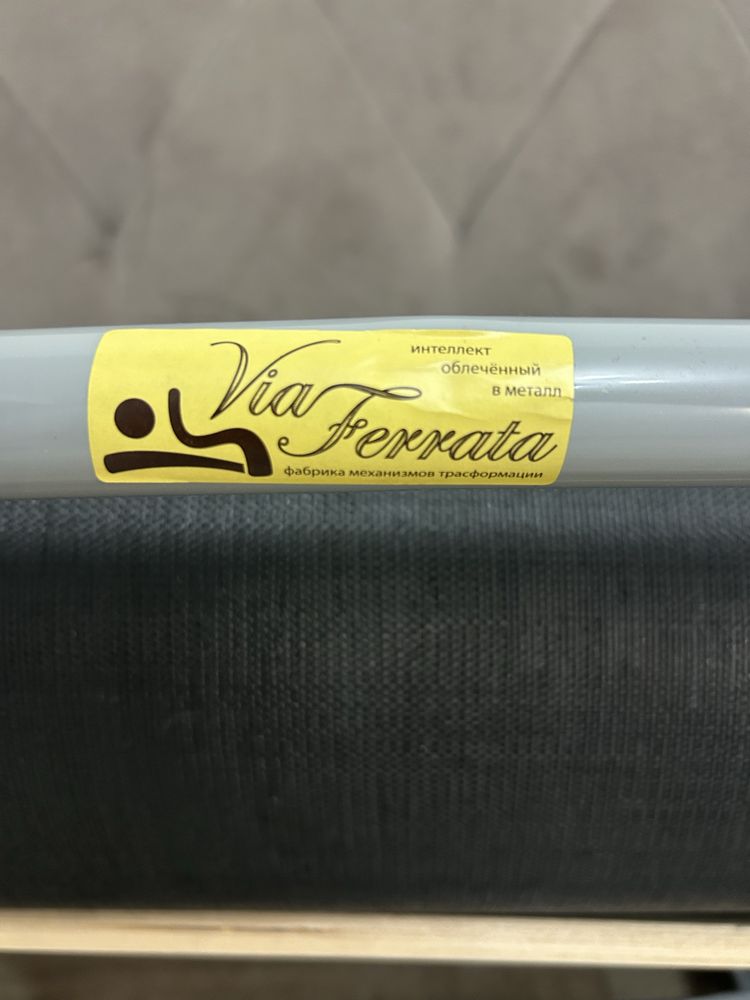 Via Ferrata
интеллект
облечённый
в металл
фабрика механизмов трасформации